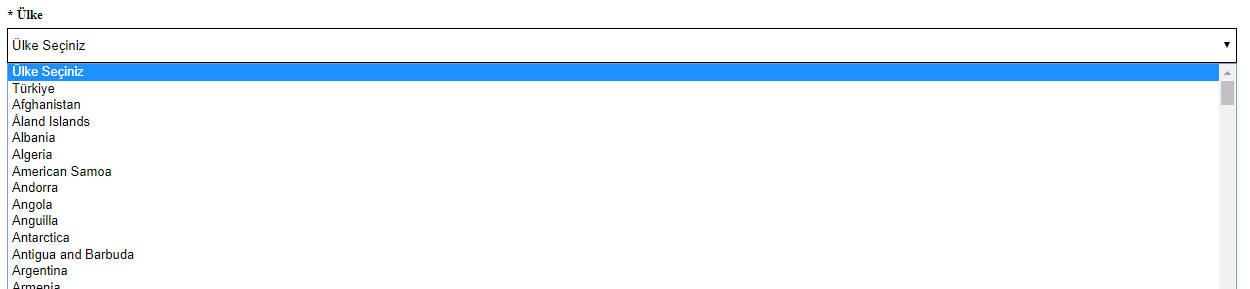 * Ülke
Ülke Seçiniz
Ülke Seçiniz
Türkiye
Afghanistan
Åland Islands
Albania
Algeria
American Samoa
Andorra
Angola
Anguilla
Antarctica
Antigua and Barbuda
Argentina
Armenia